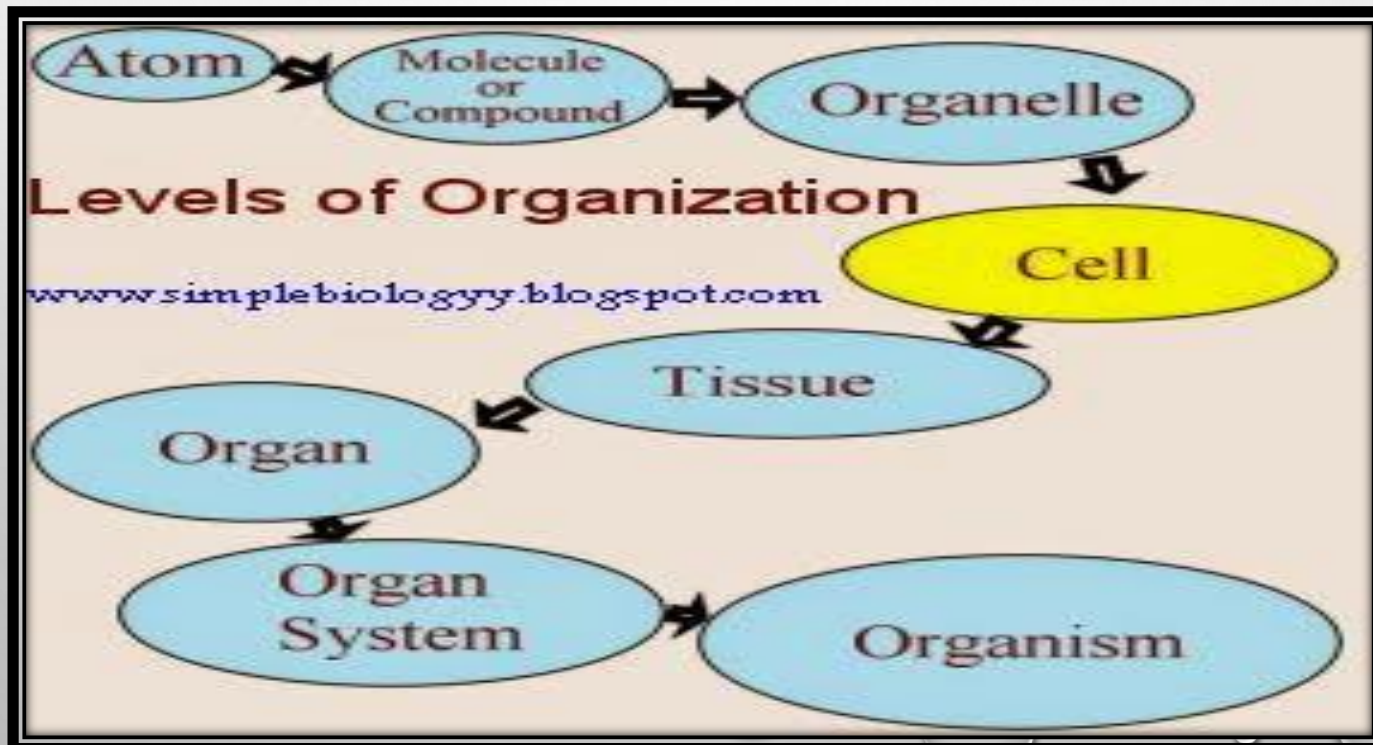 Atom
Molecule
or
Compound
Organelle
Levels of Organization
Cell
www.simplebiologyy.blogspot.com
Tissue
Organ
Organ
System
Organism